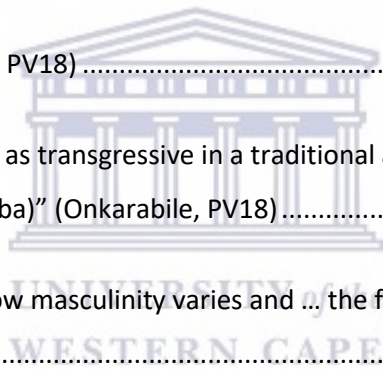 PV18) .......................................
as transgressive in a traditional a
ba)” (Onkarabile, PV18) ..................
ow masculinity varies and … the f
UNIVERSITY of the
WESTERN CAPE
..................................................